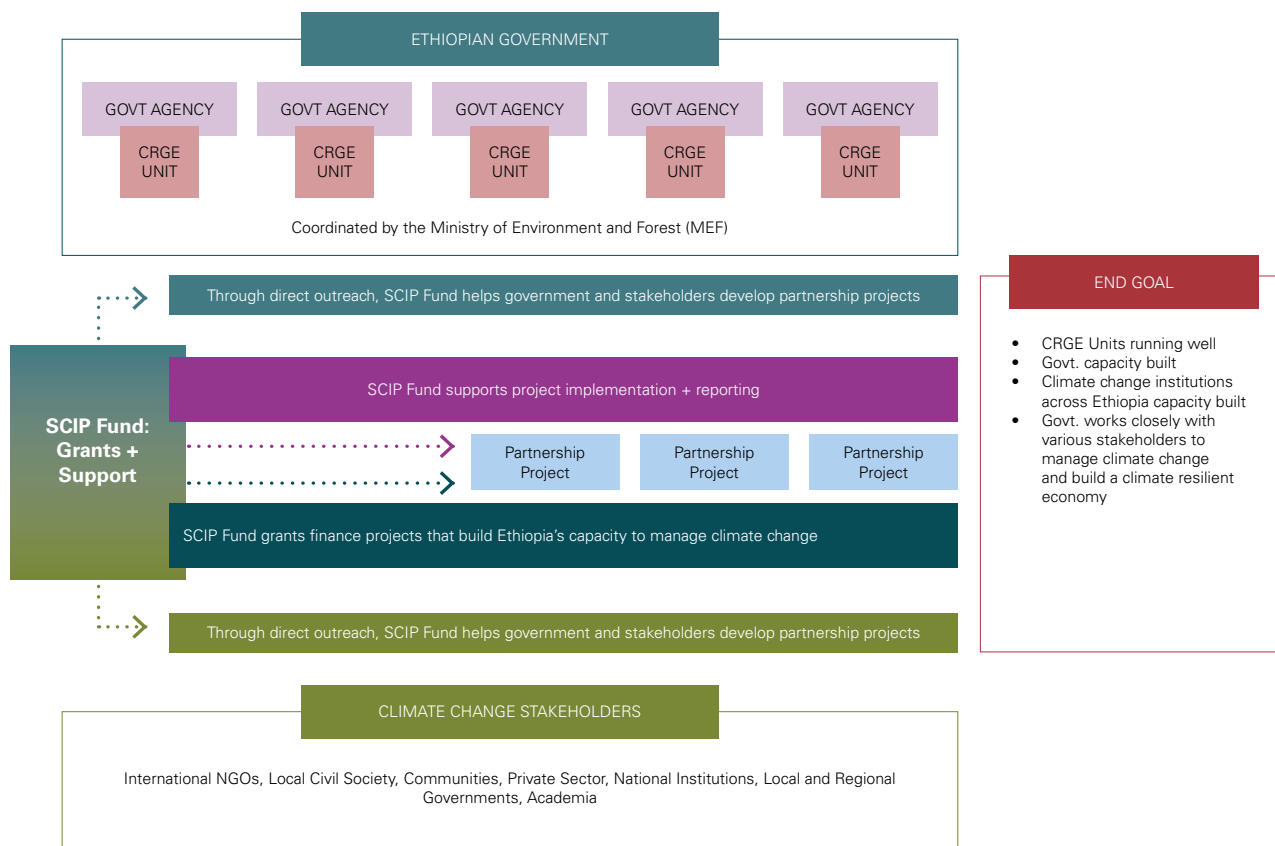 ETHIOPIAN GOVERNMENT
GOVT AGENCY
GOVT AGENCY
GOVT AGENCY
GOVT AGENCY
GOVT AGENCY
CRGE
UNIT
CRGE
UNIT
CRGE
UNIT
CRGE
UNIT
CRGE
UNIT
Coordinated by the Ministry of Environment and Forest (MEF)
Through direct outreach, SCIP Fund helps government and stakeholders develop partnership projects
SCIP Fund:
Grants +
Support
SCIP Fund supports project implementation + reporting
Partnership
Project
Partnership
Project
Partnership
Project
SCIP Fund grants finance projects that build Ethiopia’s capacity to manage climate change
Through direct outreach, SCIP Fund helps government and stakeholders develop partnership projects
CLIMATE CHANGE STAKEHOLDERS
International NGOs, Local Civil Society, Communities, Private Sector, National Institutions, Local and Regional
Governments, Academia
END GOAL
• CRGE Units running well
• Govt. capacity built
• Climate change institutions
across Ethiopia capacity built
• Govt. works closely with
various stakeholders to
manage climate change
and build a climate resilient
economy